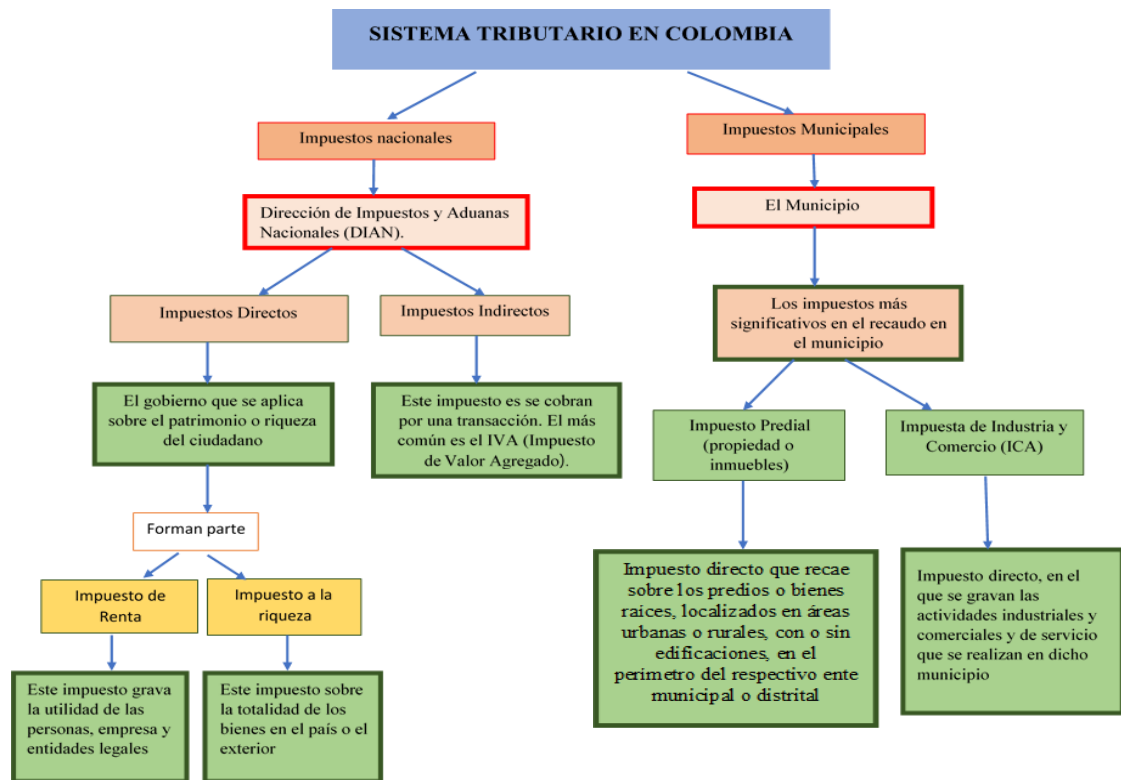 SISTEMA TRIBUTARIO EN COLOMBIA
Impuestos nacionales
Impuestos Municipales
Dirección de Impuestos y Aduanas
Nacionales (DIAN).
El Municipio
Impuestos Directos
Impuestos Indirectos
Los impuestos más
significativos en el recaudo en
el municipio
El gobierno que se aplica
sobre el patrimonio o riqueza
del ciudadano
Este impuesto es se cobran
por una transacción. El más
común es el IVA (Impuesto
de Valor Agregado).
Impuesto Predial
(propiedad o
inmuebles)
Impuesta de Industria y
Comercio (ICA)
Forman parte
Impuesto de
Renta
Impuesto a la
riqueza
Este impuesto grava
la utilidad de las
personas, empresa y
entidades legales
Este impuesto sobre
la totalidad de los
bienes en el país o el
exterior
Impuesto directo que recae
sobre los predios o bienes
raíces, localizados en áreas
urbanas o rurales, con o sin
edificaciones, en el
perimetro del respectivo ente
municipal o distrital
Impuesto directo, en el
que se gravan las
actividades industriales y
comerciales y de servicio
que se realizan en dicho
municipio